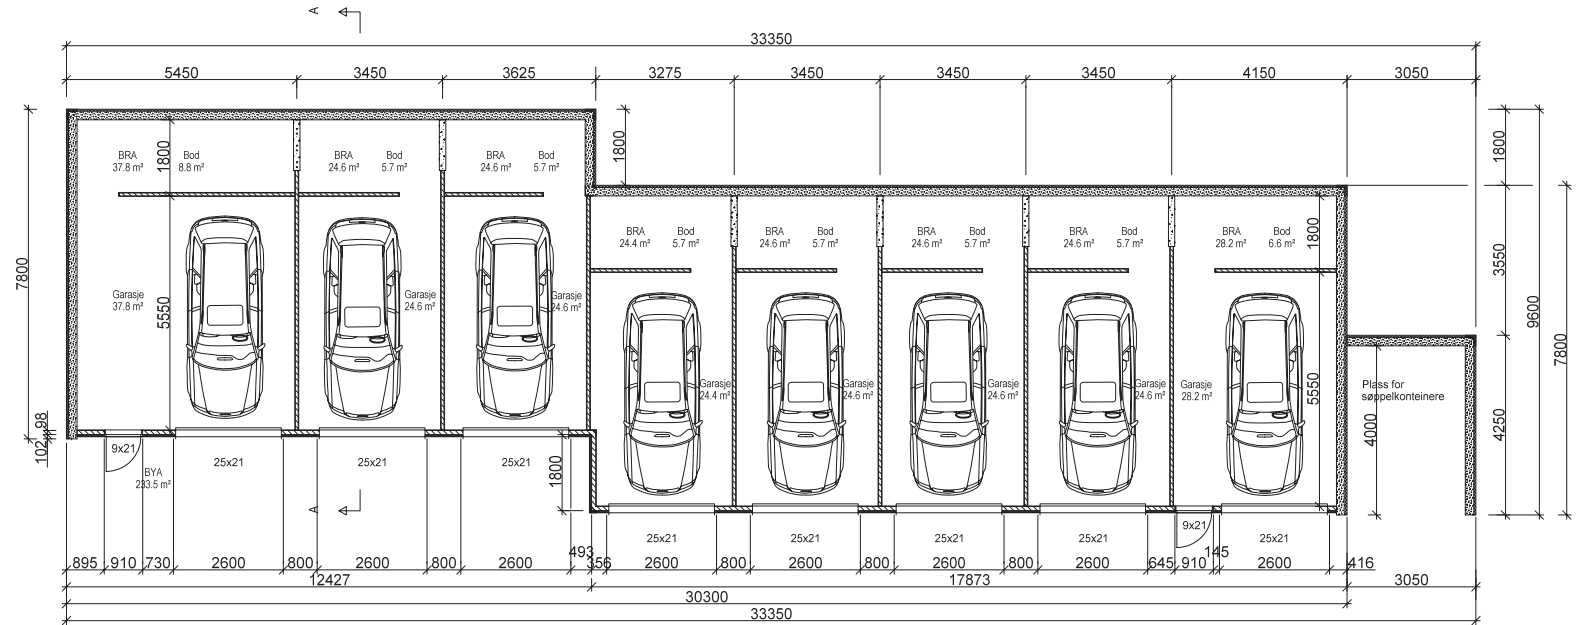 A
33350
5450 3450 3625 3275 3450 3450 3450 4150 3050
1800 1800 1800
BRA Bod BRA Bod BRA Bod
37.8 m² 8.8 m² 24.6 m² 5.7 m² 24.6 m² 5.7 m²
BRA Bod BRA Bod BRA Bod BRA Bod BRA Bod
24.4 m² 5.7 m² 24.6 m² 5.7 m² 24.6 m² 5.7 m² 24.6 m² 5.7 m² 28.2 m² 6.6 m²
1800
7800 3550 9600 7800
Garasje Garasje Garasje
37.8 m² 24.6 m² 24.6 m²
5550
Garasje Garasje Garasje Garasje Garasje
24.4 m² 24.6 m² 24.6 m² 24.6 m² 28.2 m²
5550
Plass for
søppelkonteinere
4000 4250
98
102
9x21
25x21 25x21 25x21
BYA
233.5 m²
1800
A
9x21
25x21 25x21 25x21 25x21 25x21
895 910 730 2600 800 2600 800 2600 493 356 2600 800 2600 800 2600 800 2600 645 910 145 2600 416
12427 17873 3050
30300
33350